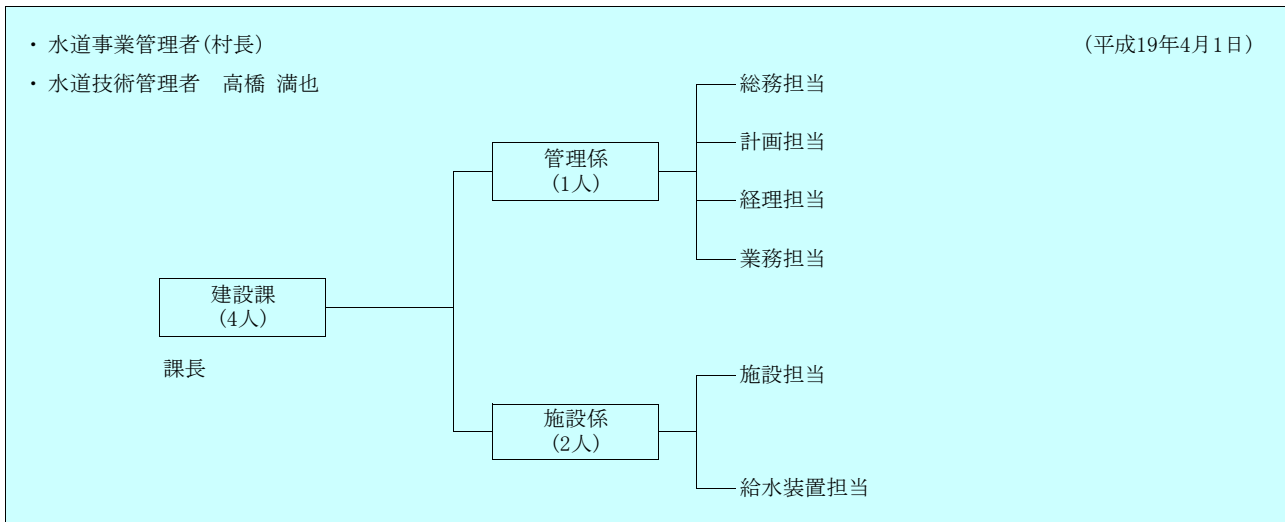 ・ 水道事業管理者(村長)
(平成19年4月1日)
・ 水道技術管理者　高橋 満也
総務担当
計画担当
管理係
(1人)
経理担当
業務担当
建設課
(4人)
課長
施設担当
施設係
(2人)
給水装置担当